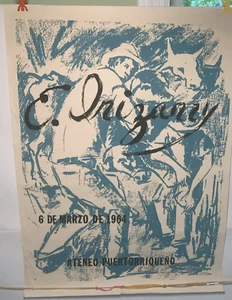 E. Irizarry
6 DE MARZO DE 1964
ATENEO PUERTORRIQUEÑO